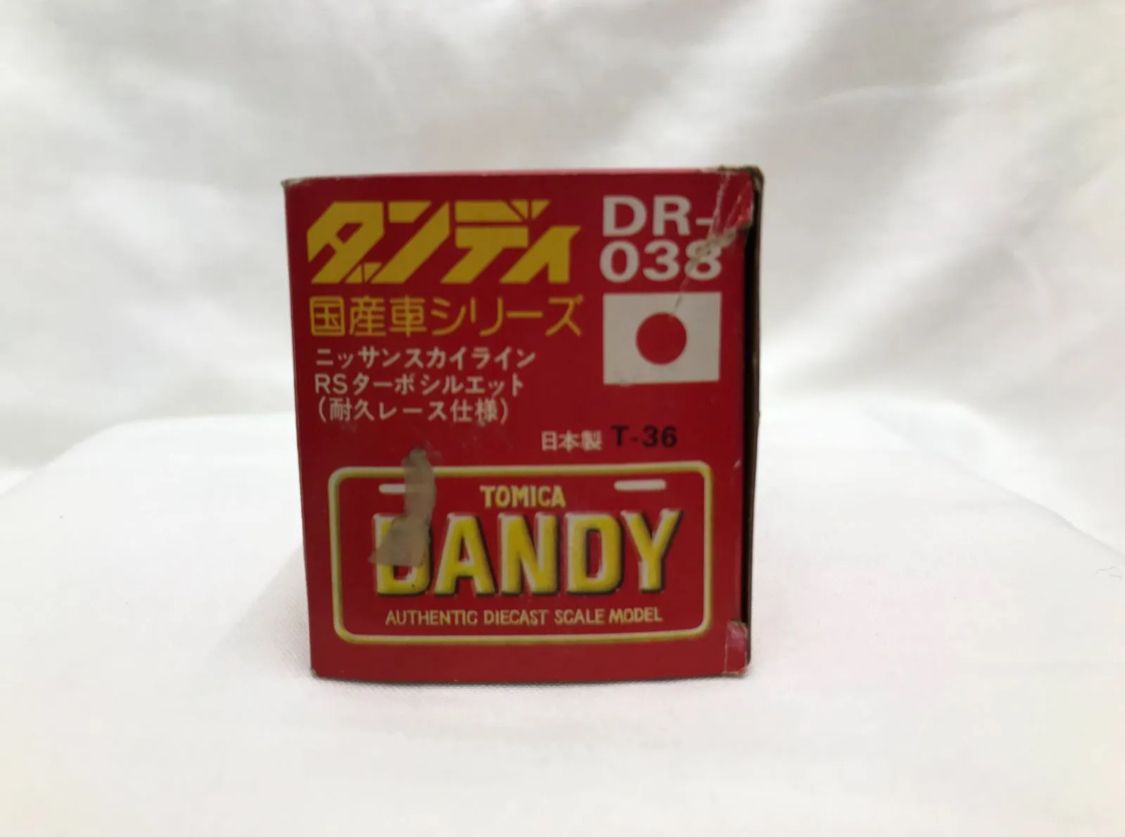 ダンディ
DR-
038
国産車シリーズ
ニッサンスカイライン
RSターボシルエット
(耐久レース仕様)
日本製 T-36
TOMICA
DANDY
AUTHENTIC DIECAST SCALE MODEL